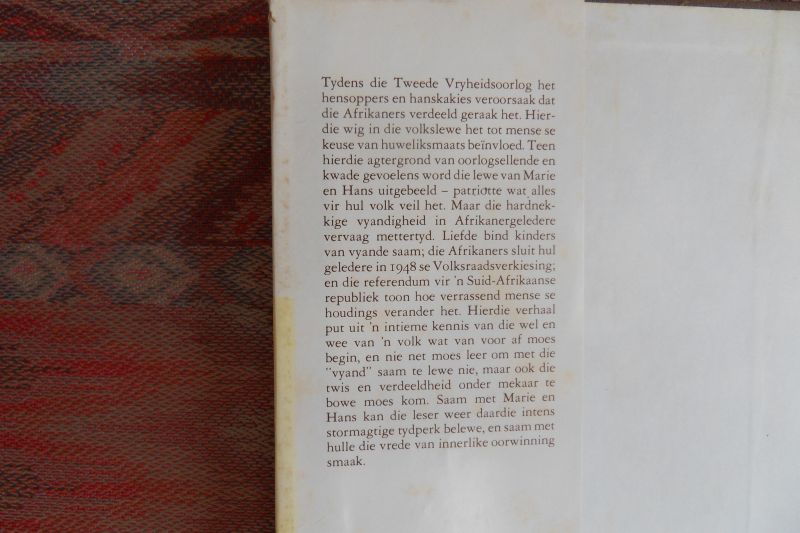 Tydens die Tweede Vryheidsoorlog het
hensoppers en hanskakies veroorsaak dat
die Afrikaners verdeeld geraak het. Hier-
die wig in die volkslewe het tot mense se
keuse van huweliksmaats beïnvloed. Teen
hierdie agtergrond van oorlogsellende en
kwade gevoelens word die lewe van Marie
en Hans uitgebeeld – patriotte wat alles
vir hul volk veil het. Maar die hardnek-
kige vyandigheid in Afrikanergeledere
vervaag mettertyd. Liefde bind kinders
van vyande saam; die Afrikaners sluit hul
geledere in 1948 se Volksraadsverkiesing;
en die referendum vir 'n Suid-Afrikaanse
republiek toon hoe verrassend mense se
houdings verander het. Hierdie verhaal
put uit 'n intieme kennis van die wel en
wee van 'n volk wat van voor af moes
begin, en nie net moes leer om met die
"vyand" saam te lewe nie, maar ook die
twis en verdeeldheid onder mekaar te
bowe moes kom. Saam met Marie en
Hans kan die leser weer daardie intens
stormagtige tydperk belewe, en saam met
hulle die vrede van innerlike oorwinning
smaak.